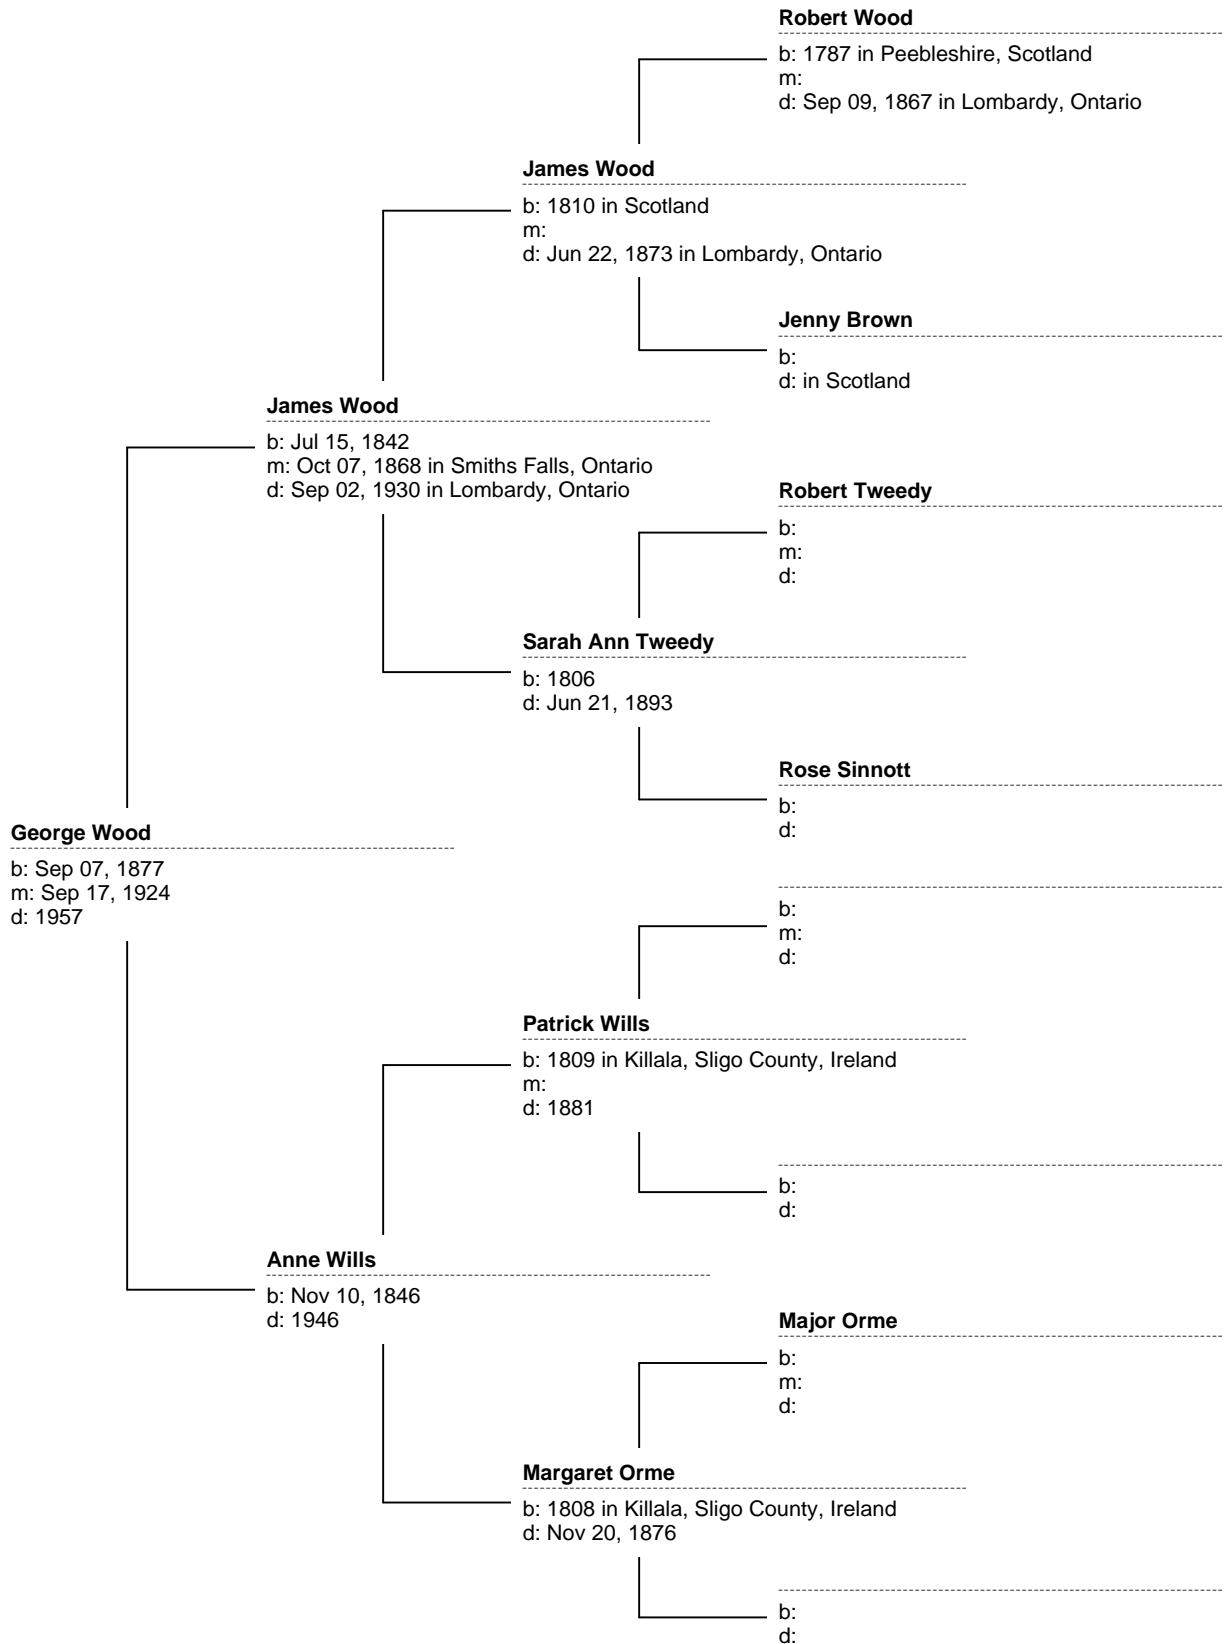 Robert Wood
b: 1787 in Peebleshire, Scotland
m:
d: Sep 09, 1867 in Lombardy, Ontario
James Wood
b: 1810 in Scotland
m:
d: Jun 22, 1873 in Lombardy, Ontario
Jenny Brown
b:
d: in Scotland
James Wood
b: Jul 15, 1842
m: Oct 07, 1868 in Smiths Falls, Ontario
d: Sep 02, 1930 in Lombardy, Ontario
Robert Tweedy
b:
m:
d:
Sarah Ann Tweedy
b: 1806
d: Jun 21, 1893
Rose Sinnott
b:
d:
George Wood
b: Sep 07, 1877
m: Sep 17, 1924
d: 1957
b:
m:
d:
Patrick Wills
b: 1809 in Killala, Sligo County, Ireland
m:
d: 1881
b:
d:
Anne Wills
b: Nov 10, 1846
d: 1946
Major Orme
b:
m:
d:
Margaret Orme
b: 1808 in Killala, Sligo County, Ireland
d: Nov 20, 1876
b:
d: